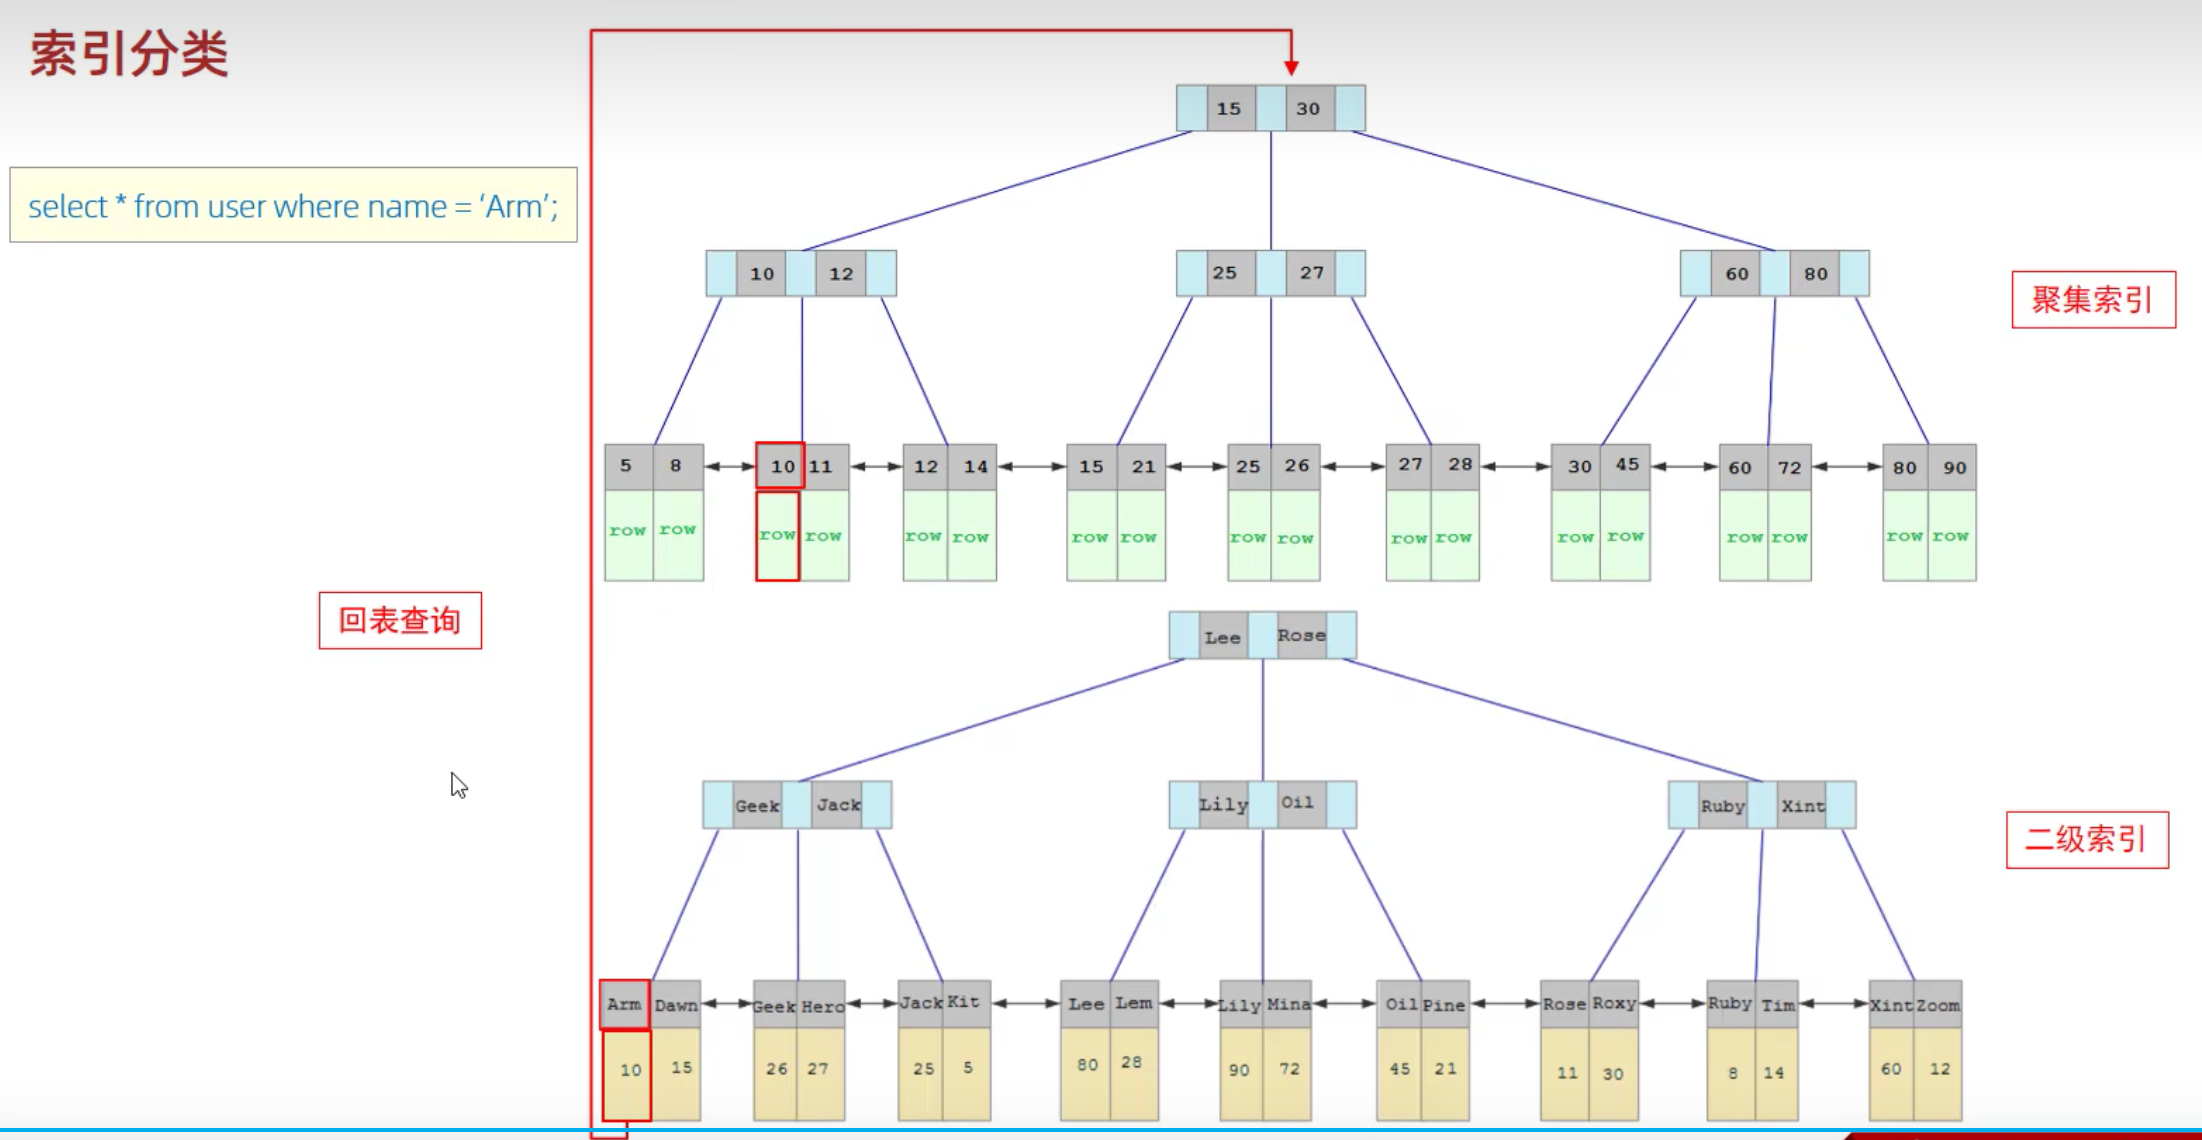 索引分类
select * from user where name = ‘Arm’;
15 30
10 12
25 27
60 80
聚集索引
5 8
10 11
12 14
15 21
25 26
27 28
30 45
60 72
80 90
row row
row row
row row
row row
row row
row row
row row
row row
row row
回表查询
Lee Rose
Geek Jack
Lily Oil
Ruby Xint
二级索引
Arm Dawn
Geek Hero
Jack Kit
Lee Lem
Lily Mina
Oil Pine
Rose Roxy
Ruby Tim
Xint Zoom
10 15
26 27
25 5
80 28
90 72
45 21
11 30
8 14
60 12